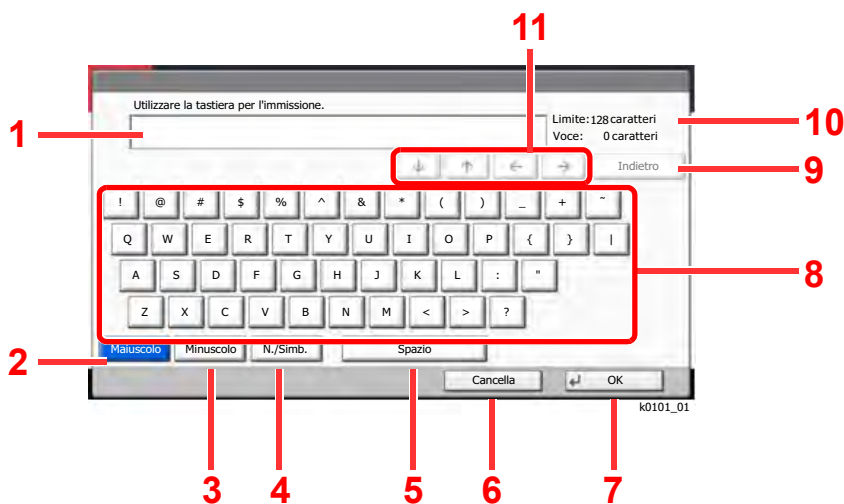 11
Utilizzare la tastiera per l'immissione.
1
Limite: 128 caratteri
10
Voce: 0 caratteri
↓ ↑ ← → Indietro
9
! @ # $ % ^ & * ( ) _ + ~
Q W E R T Y U I O P { } |
A S D F G H J K L : "
8
Z X C V B N M < > ?
2
Maiuscolo Minuscolo N./Simb. Spazio
Cancella ↵ OK
k0101_01
3 4 5 6 7